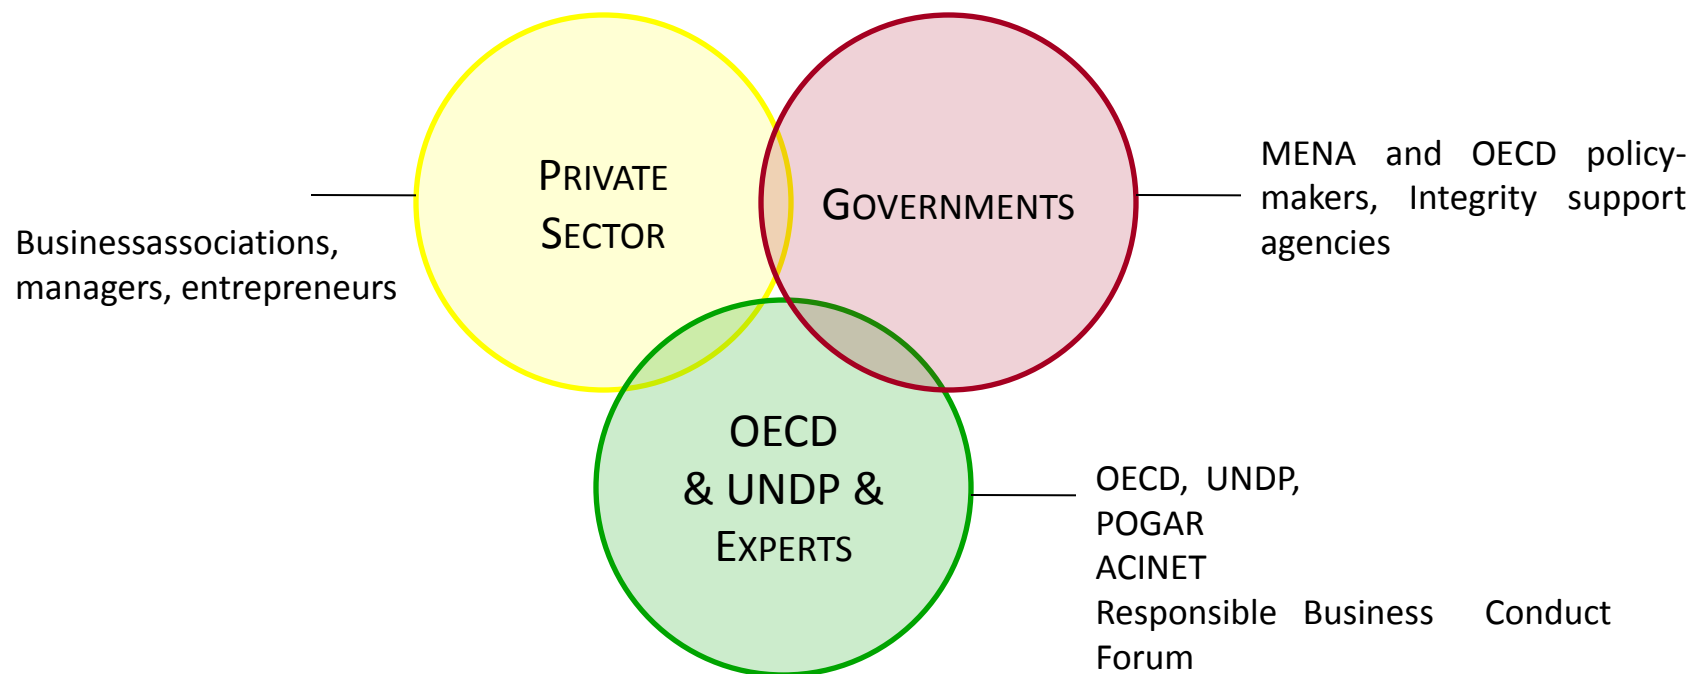 PRIVATE
SECTOR
GOVERNMENTS
MENA and OECD policy-
makers, Integrity support
agencies
Businessassociations,
managers, entrepreneurs
OECD
& UNDP &
EXPERTS
OECD, UNDP,
POGAR
ACINET
Responsible Business Conduct
Forum